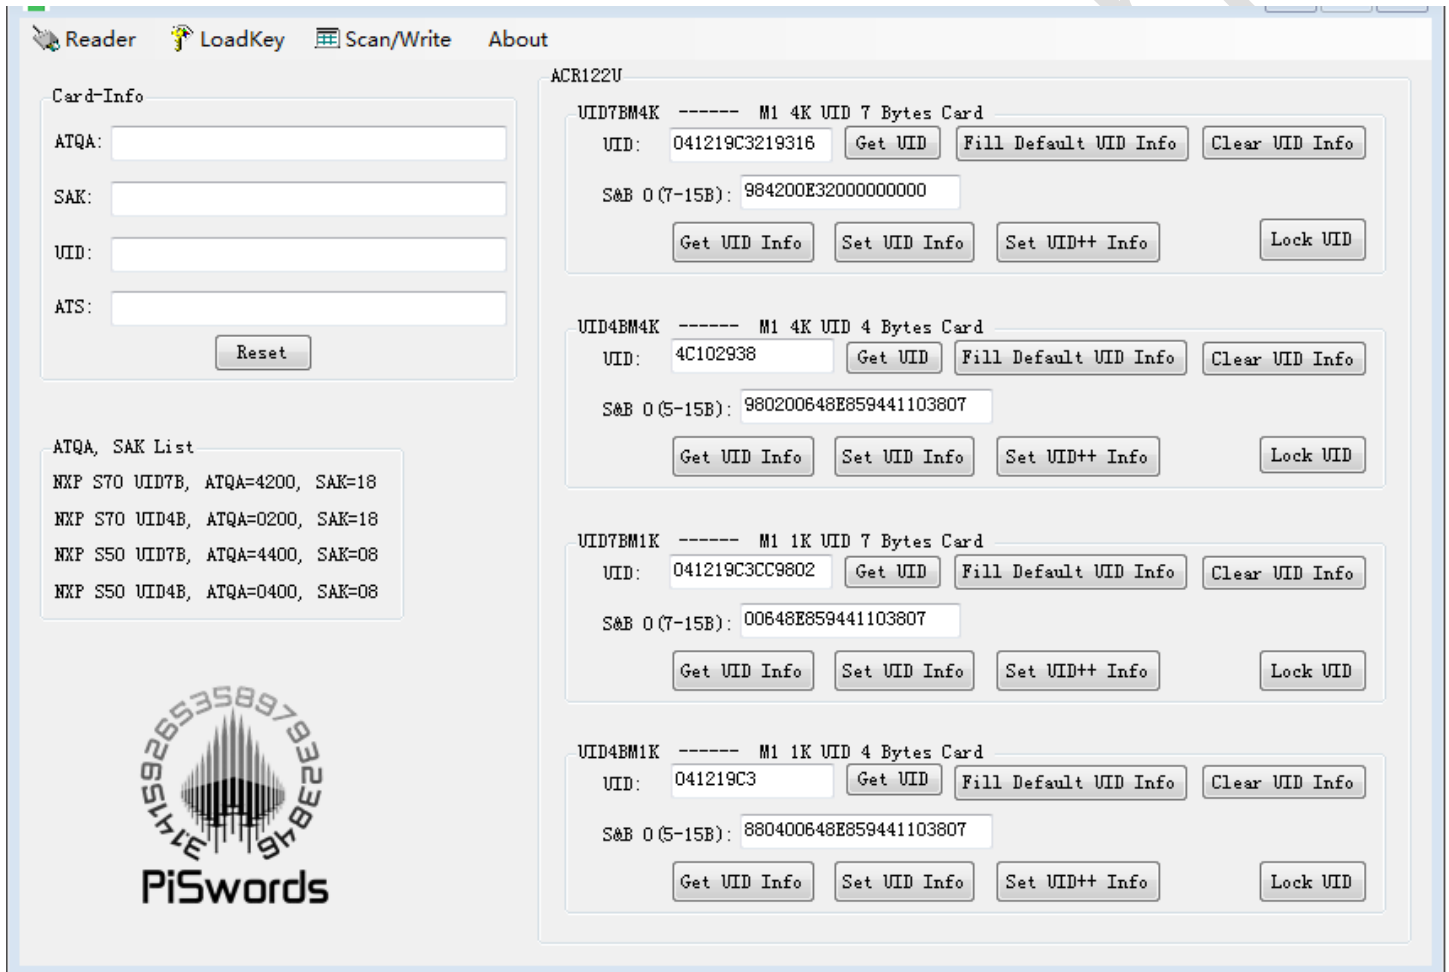 Reader LoadKey Scan/Write About
Card-Info
ATQA:
SAK:
UID:
ATS:
Reset
ATQA, SAK List
NXP S70 UID7B, ATQA=4200, SAK=18
NXP S70 UID4B, ATQA=0200, SAK=18
NXP S50 UID7B, ATQA=4400, SAK=08
NXP S50 UID4B, ATQA=0400, SAK=08
3.14159265358979323846
PiSwords
ACR122U
UID7BM4K ------ M1 4K UID 7 Bytes Card
UID: 041219C3219316 Get UID Fill Default UID Info Clear UID Info
S&B 0(7-15B): 984200E32000000000
Get UID Info Set UID Info Set UID++ Info Lock UID
UID4BM4K ------ M1 4K UID 4 Bytes Card
UID: 4C102938 Get UID Fill Default UID Info Clear UID Info
S&B 0(5-15B): 980200648E859441103807
Get UID Info Set UID Info Set UID++ Info Lock UID
UID7BM1K ------ M1 1K UID 7 Bytes Card
UID: 041219C3CC9802 Get UID Fill Default UID Info Clear UID Info
S&B 0(7-15B): 00648E859441103807
Get UID Info Set UID Info Set UID++ Info Lock UID
UID4BM1K ------ M1 1K UID 4 Bytes Card
UID: 041219C3 Get UID Fill Default UID Info Clear UID Info
S&B 0(5-15B): 880400648E859441103807
Get UID Info Set UID Info Set UID++ Info Lock UID